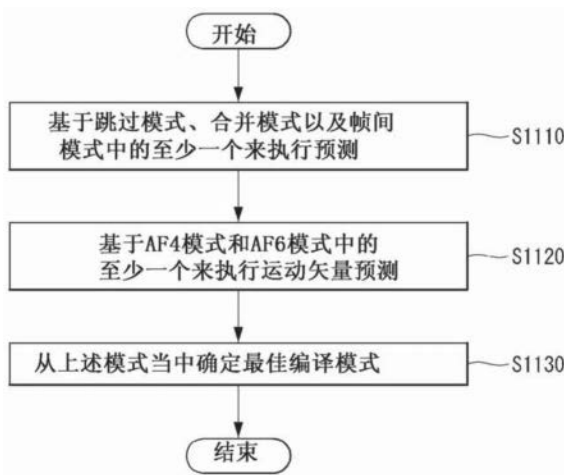 开始
基于跳过模式、合并模式以及帧间
模式中的至少一个来执行预测
S1110
基于AF4模式和AF6模式中的
至少一个来执行运动矢量预测
S1120
从上述模式当中确定最佳编译模式
S1130
结束